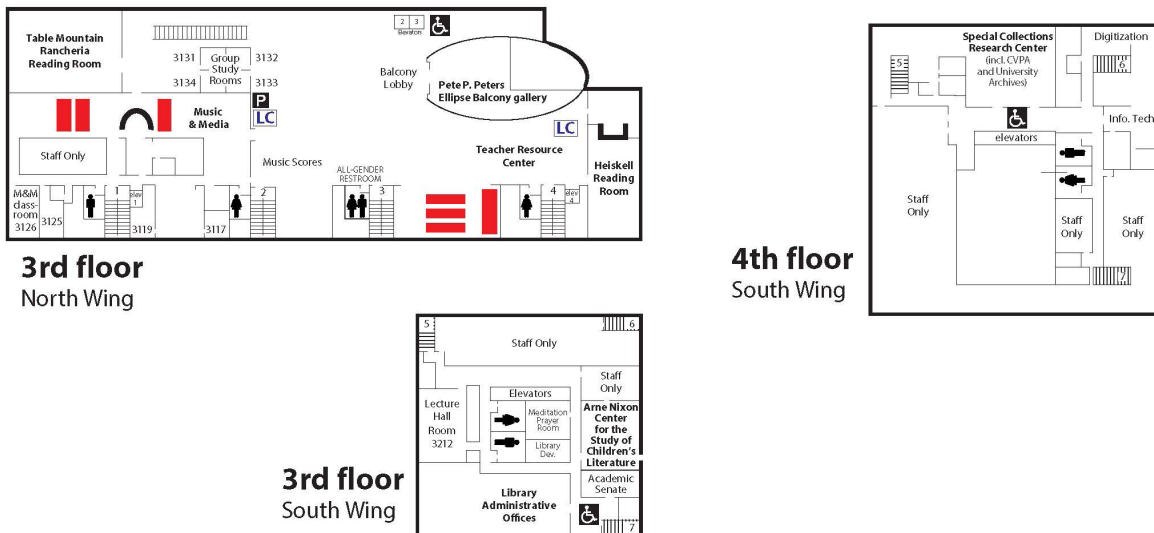 Table Mountain
Rancheria
Reading Room
3131
Group
Study
Rooms
3132
3134
3133
P
LC
Music
& Media
Staff Only
Music Scores
M&M
class-
room
3126
3125
1
elev
1
3119
3117
2
ALL-GENDER
RESTROOM
3
2 3
Elevators
Balcony
Lobby
Pete P. Peters
Ellipse Balcony gallery
LC
Teacher Resource
Center
Heiskell
Reading
Room
4
elev
4
3rd floor
North Wing
5
Special Collections
Research Center
(incl. CVPA
and University
Archives)
Digitization
6
Info. Tech
elevators
Staff
Only
Staff
Only
Staff
Only
7
4th floor
South Wing
5
6
Staff Only
Staff
Only
Elevators
Lecture
Hall
Room
3212
Meditation
Prayer
Room
Library
Dev.
Arne Nixon
Center
for the
Study of
Children's
Literature
Academic
Senate
Library
Administrative
Offices
7
3rd floor
South Wing